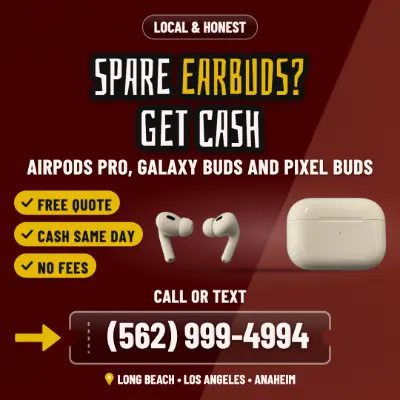 LOCAL & HONEST
SPARE EARBUDS?
GET CASH
AIRPODS PRO, GALAXY BUDS AND PIXEL BUDS
FREE QUOTE
CASH SAME DAY
NO FEES
CALL OR TEXT
(562) 999-4994
LONG BEACH • LOS ANGELES • ANAHEIM